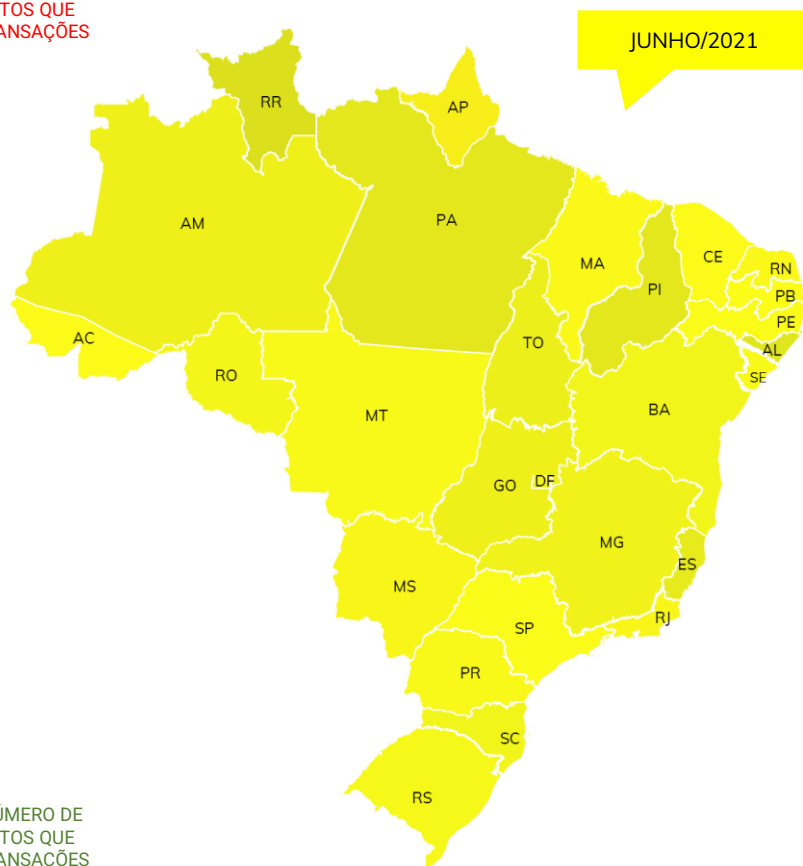 TOS QUE
ANSAÇÕES
JUNHO/2021
RR
AP
AM
PA
MA
CE
RN
PI
PB
PE
AC
TO
AL
RO
SE
MT
BA
GO
DF
MG
ES
MS
RJ
SP
PR
SC
RS
ÚMERO DE
TOS QUE
ANSAÇÕES